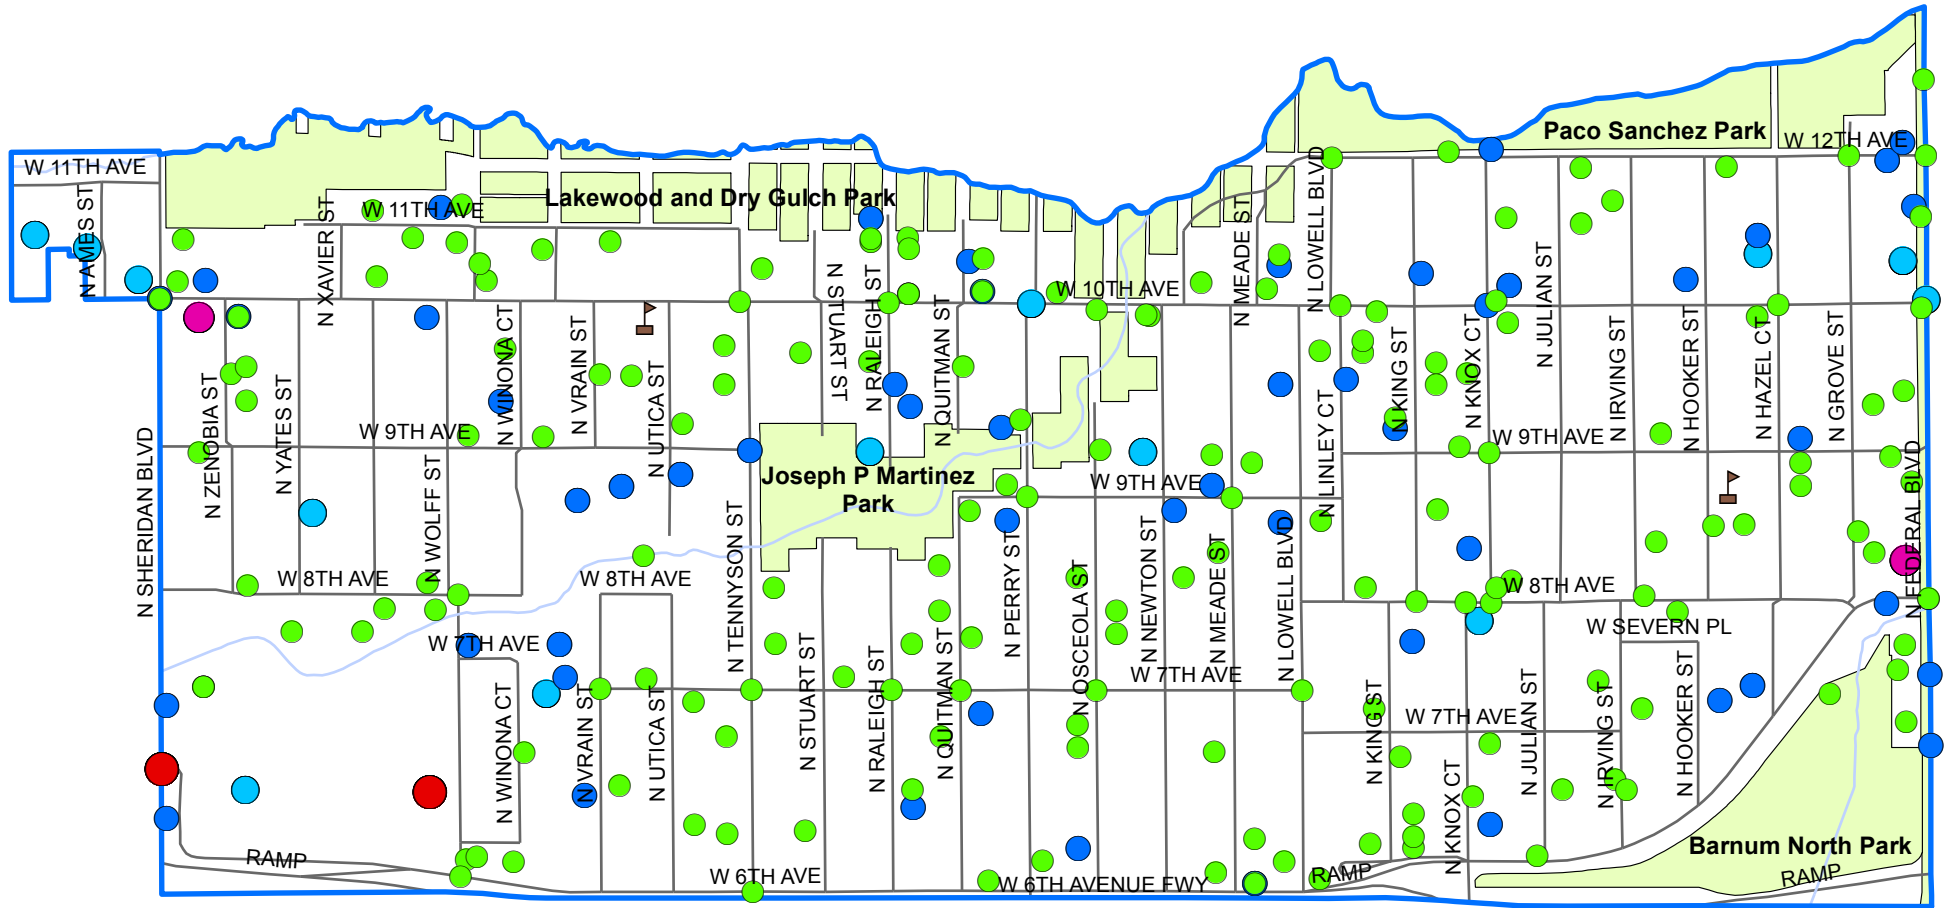 Paco Sanchez Park
W 12TH AVE
W 11TH AVE
N AMES ST
Lakewood and Dry Gulch Park
W 11TH AVE
N XAVIER ST
N STUART ST
N RALEIGH ST
N QUITMAN ST
W 10TH AVE
N MEADE ST
N LOWELL BLVD
N ZENOBIA ST
N YATES ST
N WINONA CT
N VRAIN ST
N UTICA ST
N KING ST
N KNOX CT
N JULIAN ST
N IRVING ST
N HOOKER ST
N HAZEL CT
N GROVE ST
N LINLEY CT
W 9TH AVE
W 9TH AVE
W 9TH AVE
N SHERIDAN BLVD
N WOLFF ST
Joseph P Martinez
Park
N TENNYSON ST
N FEDERAL BLVD
W 8TH AVE
W 8TH AVE
W 8TH AVE
N PERRY ST
N OSCEOLA ST
N NEWTON ST
N MEADE ST
N LOWELL BLVD
W SEVERN PL
W 7TH AVE
W 7TH AVE
W 7TH AVE
N WINONA CT
N VRAIN ST
N UTICA ST
N STUART ST
N RALEIGH ST
N QUITMAN ST
N KING ST
N KNOX CT
N JULIAN ST
N IRVING ST
N HOOKER ST
Barnum North Park
RAMP
W 6TH AVE
W 6TH AVENUE FWY
RAMP
RAMP